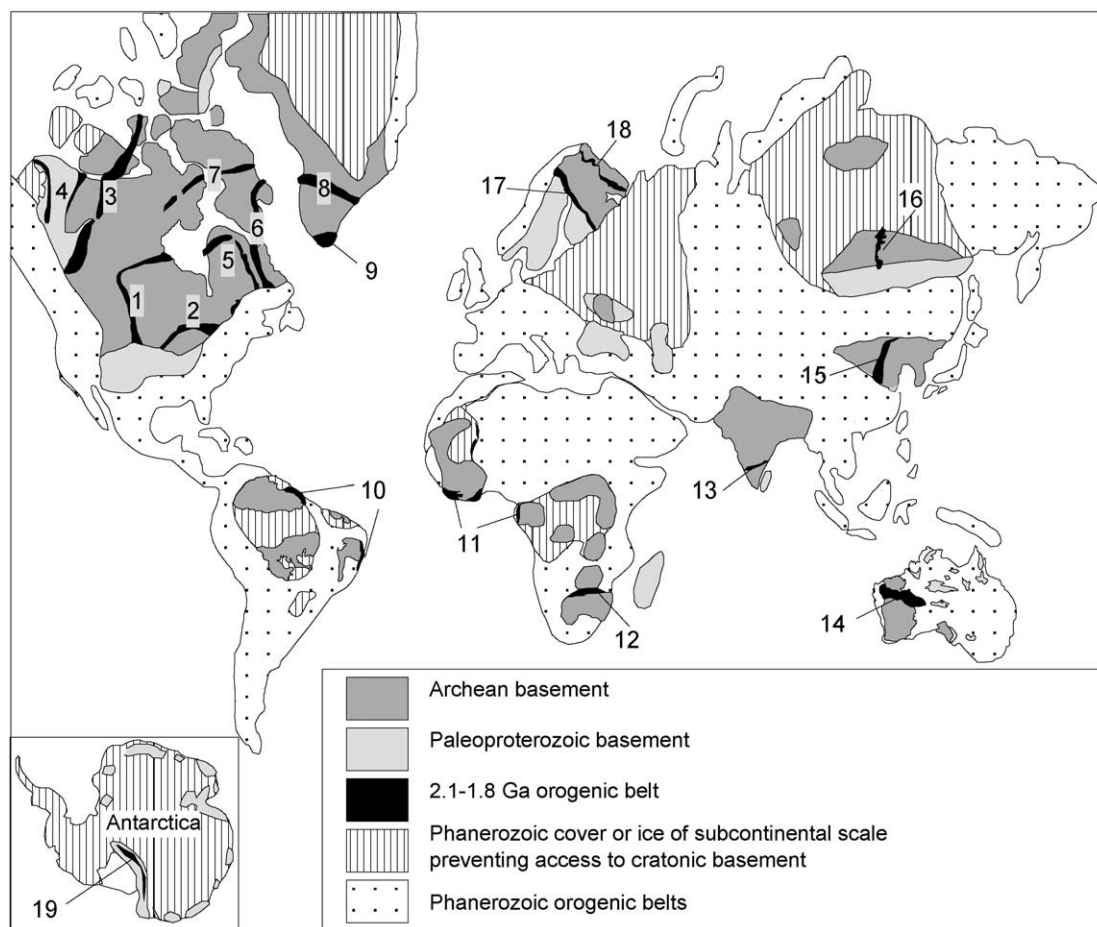 18
17
4
3
7
8
16
6
5
9
1
2
15
10
11
13
12
14
Archean basement
Paleoproterozoic basement
2.1-1.8 Ga orogenic belt
Phanerozoic cover or ice of subcontinental scale
preventing access to cratonic basement
Phanerozoic orogenic belts
Antarctica
19